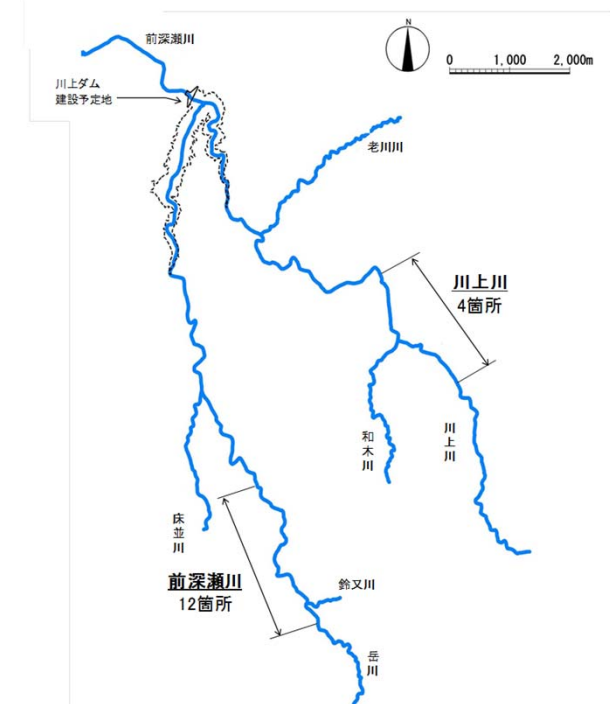 前深瀬川
N
0 1,000 2,000m
川上ダム
建設予定地
老川川
川上川
4箇所
和木川
川上川
床並川
前深瀬川
12箇所
鈴又川
岳川